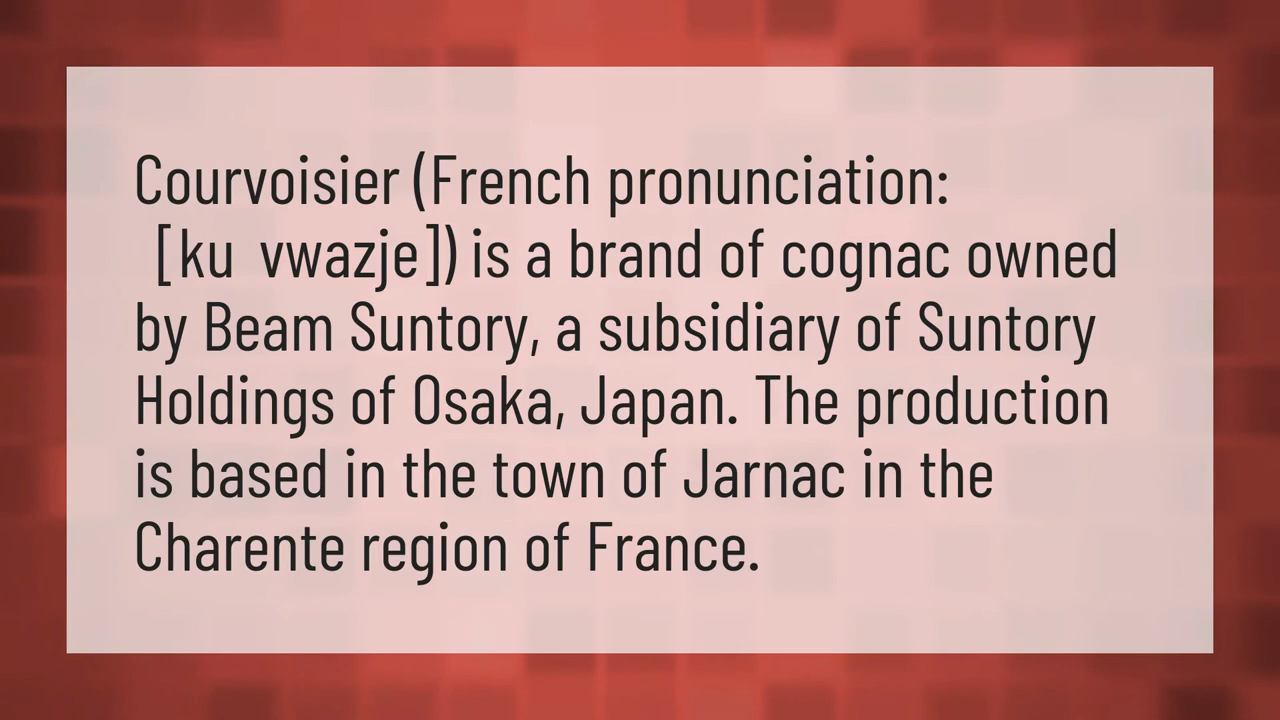 Courvoisier (French pronunciation:
[ku vwazje]) is a brand of cognac owned
by Beam Suntory, a subsidiary of Suntory
Holdings of Osaka, Japan. The production
is based in the town of Jarnac in the
Charente region of France.